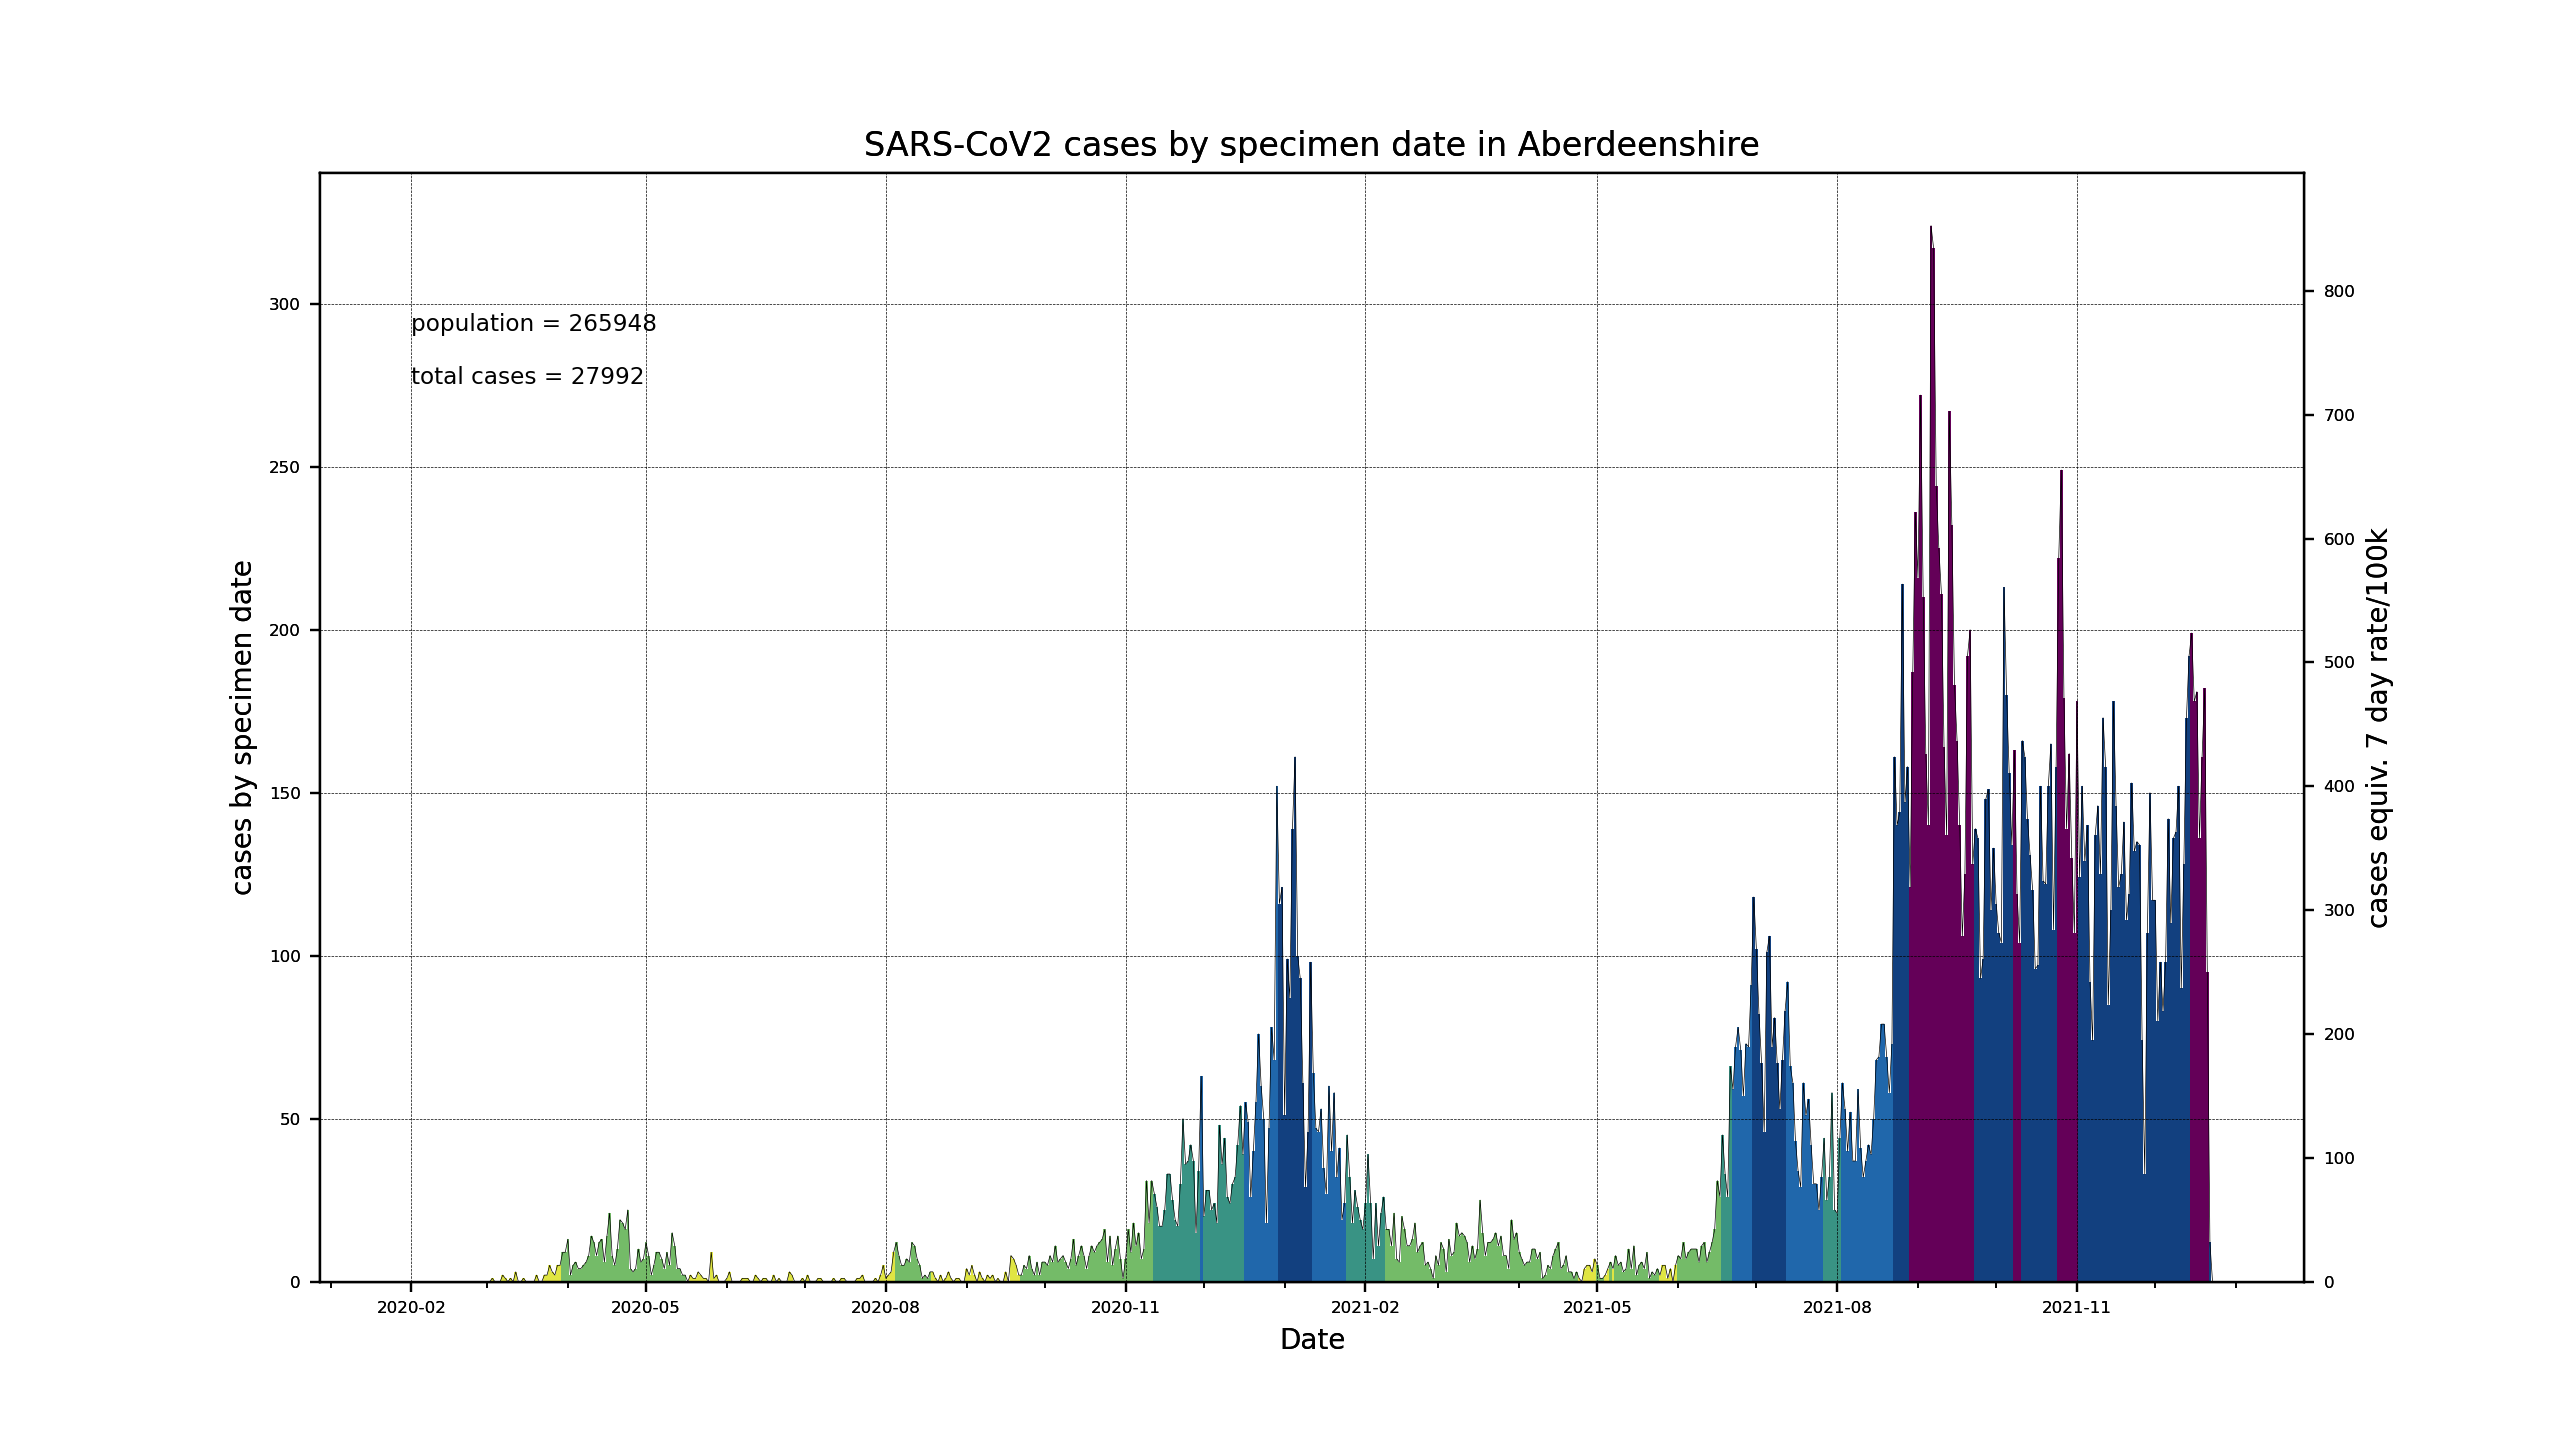 SARS-CoV2 cases by specimen date in Aberdeenshire
population = 265948
total cases = 27992
cases by specimen date
300
250
200
150
100
50
0
800
700
600
500
400
300
200
100
0
cases equiv. 7 day rate/100k
2020-02 2020-05 2020-08 2020-11 2021-02 2021-05 2021-08 2021-11
Date